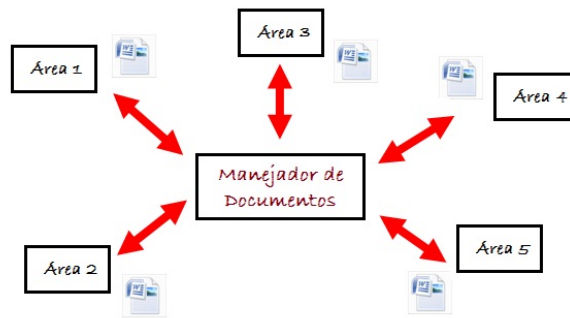 Área 3
Área 1
Área 4
Manejador de
Documentos
Área 2
Área 5